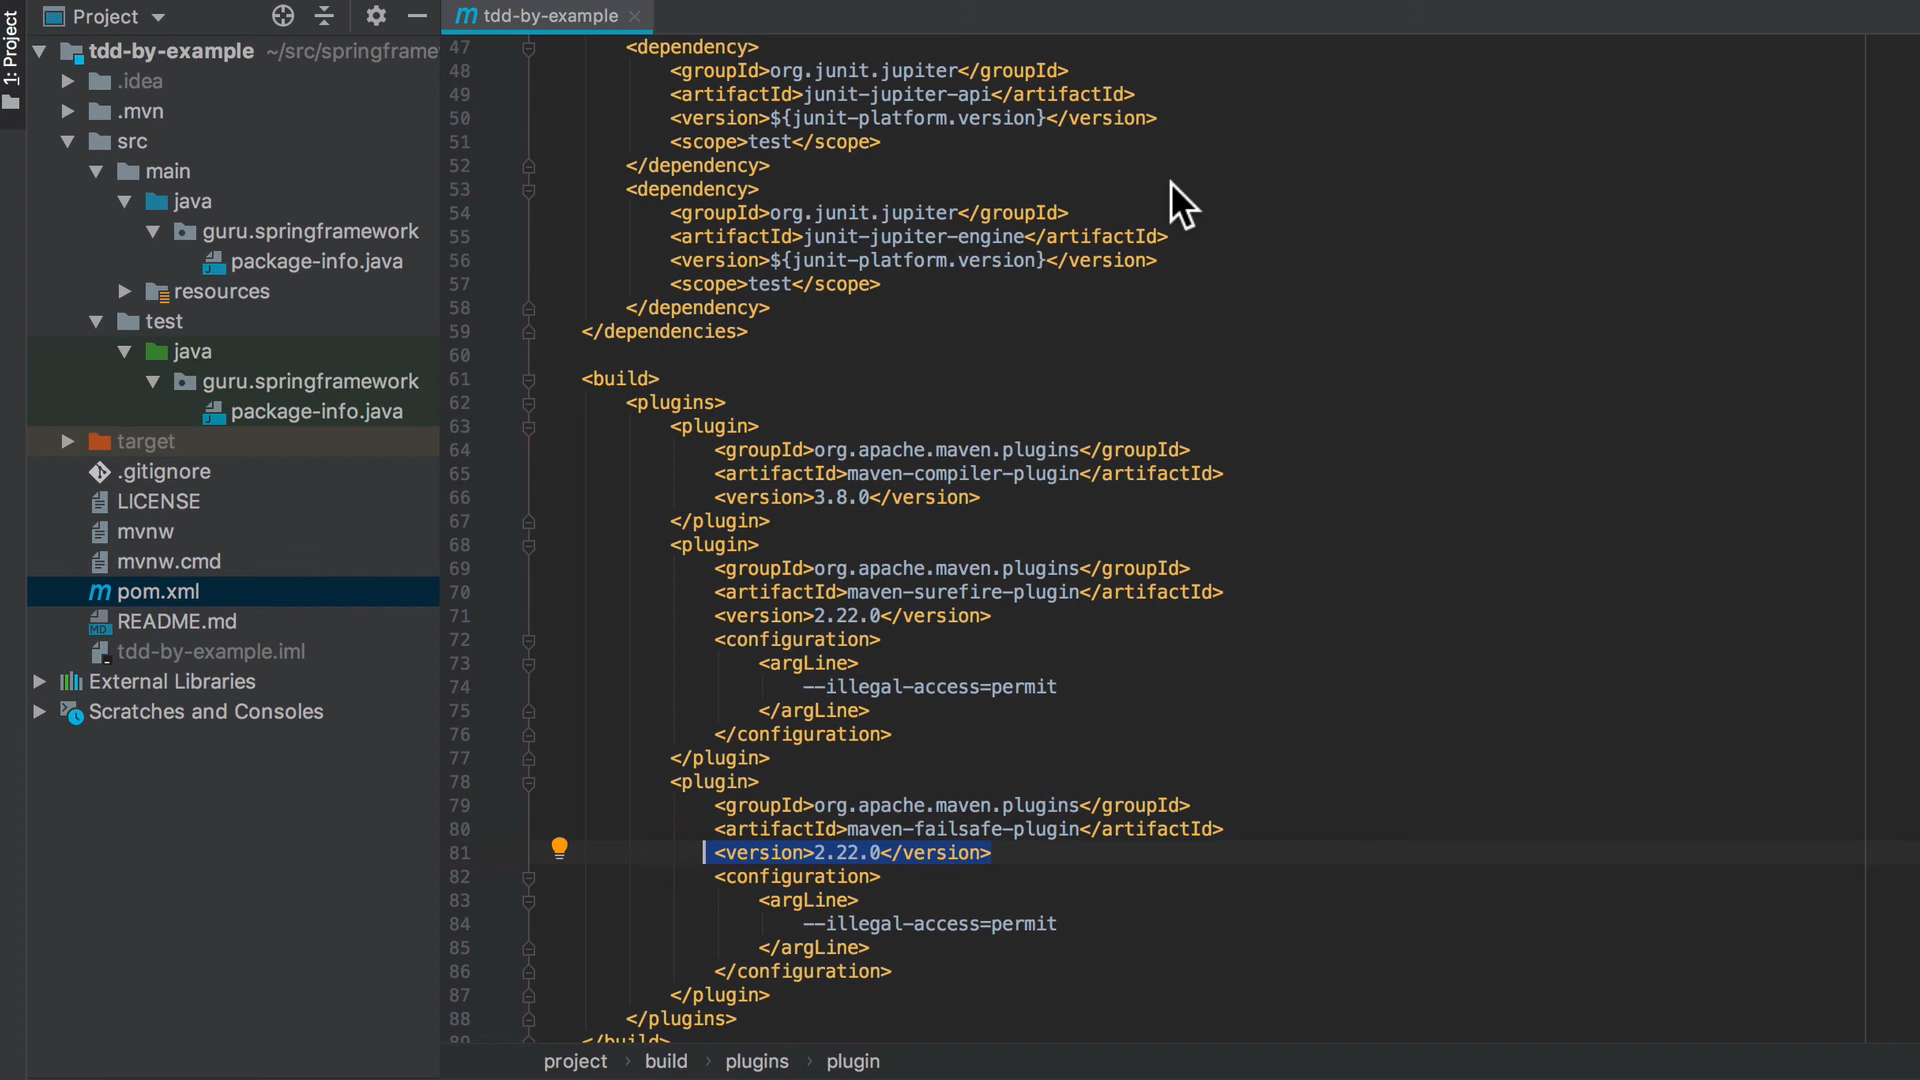 1: Project
Project
tdd-by-example ~/src/springframe
.idea
.mvn
src
main
java
guru.springframework
package-info.java
resources
test
java
guru.springframework
package-info.java
target
.gitignore
LICENSE
mvnw
mvnw.cmd
pom.xml
README.md
tdd-by-example.iml
External Libraries
Scratches and Consoles
tdd-by-example
47 <dependency>
48 <groupId>org.junit.jupiter</groupId>
49 <artifactId>junit-jupiter-api</artifactId>
50 <version>${junit-platform.version}</version>
51 <scope>test</scope>
52 </dependency>
53 <dependency>
54 <groupId>org.junit.jupiter</groupId>
55 <artifactId>junit-jupiter-engine</artifactId>
56 <version>${junit-platform.version}</version>
57 <scope>test</scope>
58 </dependency>
59 </dependencies>
60
61 <build>
62 <plugins>
63 <plugin>
64 <groupId>org.apache.maven.plugins</groupId>
65 <artifactId>maven-compiler-plugin</artifactId>
66 <version>3.8.0</version>
67 </plugin>
68 <plugin>
69 <groupId>org.apache.maven.plugins</groupId>
70 <artifactId>maven-surefire-plugin</artifactId>
71 <version>2.22.0</version>
72 <configuration>
73 <argLine>
74 --illegal-access=permit
75 </argLine>
76 </configuration>
77 </plugin>
78 <plugin>
79 <groupId>org.apache.maven.plugins</groupId>
80 <artifactId>maven-failsafe-plugin</artifactId>
81 <version>2.22.0</version>
82 <configuration>
83 <argLine>
84 --illegal-access=permit
85 </argLine>
86 </configuration>
87 </plugin>
88 </plugins>
89 </build>
project › build › plugins › plugin